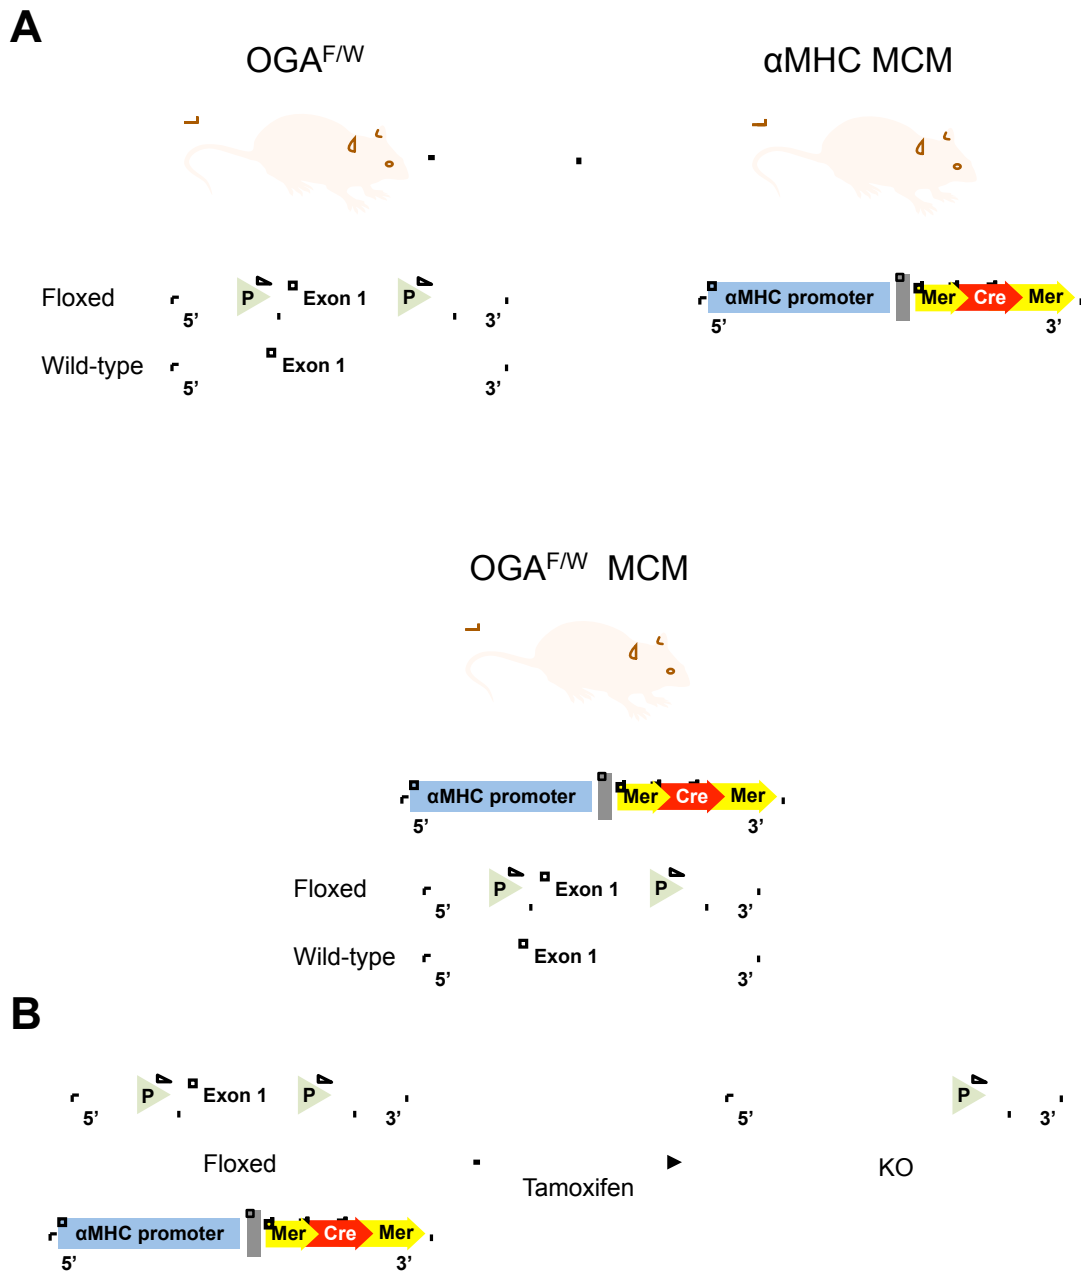 A
OGA^F/W αMHC MCM
Floxed P Exon 1 P
5’ 3’
αMHC promoter Mer Cre Mer
5’ 3’
Wild-type Exon 1
5’ 3’
OGA^F/W MCM
αMHC promoter Mer Cre Mer
5’ 3’
Floxed P Exon 1 P
5’ 3’
Wild-type Exon 1
5’ 3’
B
P Exon 1 P
5’ 3’
P
5’ 3’
Floxed
Tamoxifen
KO
αMHC promoter Mer Cre Mer
5’ 3’